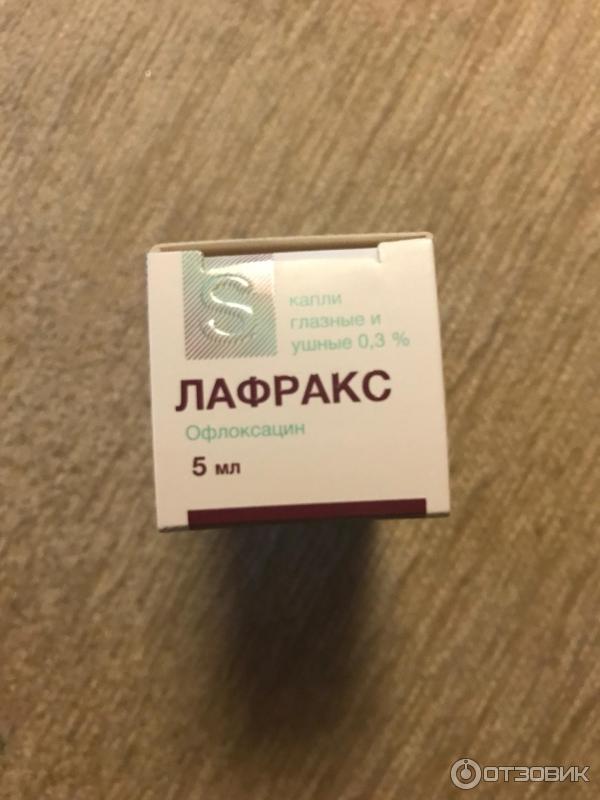 капли
глазные и
ушные 0,3 %
ЛАФРАКС
Офлоксацин
5 мл
ОТЗОВИК